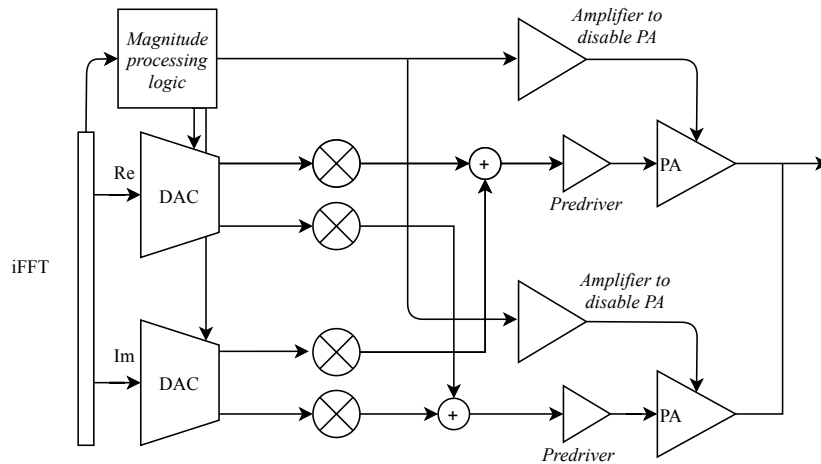 Magnitude
processing
logic
Amplifier to
disable PA
Re
DAC
+
PA
Predriver
iFFT
Amplifier to
disable PA
Im
DAC
+
PA
Predriver